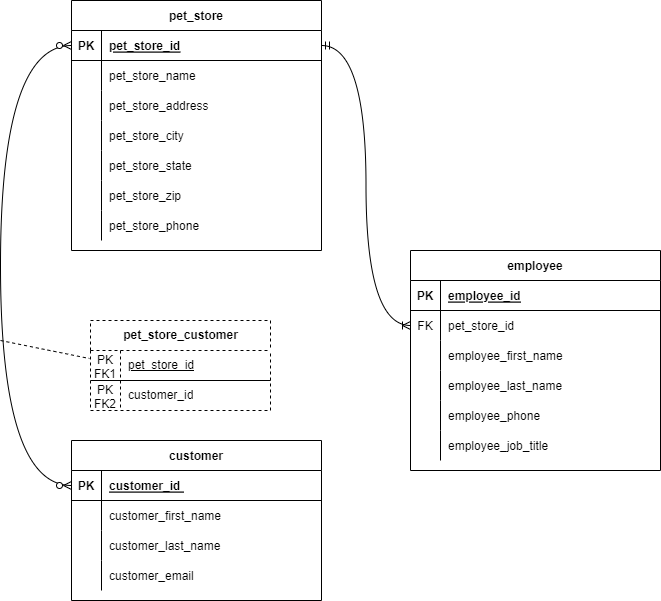 pet_store
PK pet_store_id
pet_store_name
pet_store_address
pet_store_city
pet_store_state
pet_store_zip
pet_store_phone
employee
PK employee_id
FK pet_store_id
employee_first_name
employee_last_name
employee_phone
employee_job_title
pet_store_customer
PK
FK1 pet_store_id
PK
FK2 customer_id
customer
PK customer_id
customer_first_name
customer_last_name
customer_email